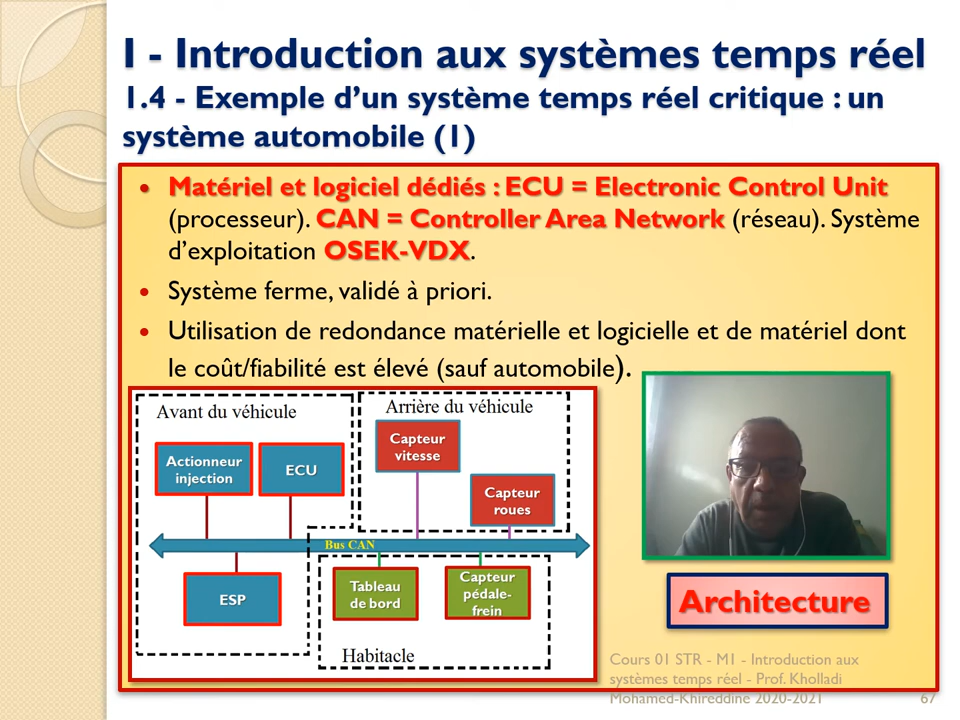 I - Introduction aux systèmes temps réel
1.4 - Exemple d'un système temps réel critique : un
système automobile (1)
• Matériel et logiciel dédiés : ECU = Electronic Control Unit
(processeur). CAN = Controller Area Network (réseau). Système
d'exploitation OSEK-VDX.
• Système ferme, validé à priori.
• Utilisation de redondance matérielle et logicielle et de matériel dont
le coût/fiabilité est élevé (sauf automobile).
Avant du véhicule
Arrière du véhicule
Capteur
vitesse
Actionneur
injection
ECU
Capteur
roues
Bus CAN
ESP
Tableau
de bord
Capteur
pédale-
frein
Habitacle
Architecture
Cours 01 STR - M1 - Introduction aux
systèmes temps réel - Prof. Kholladi
Mohamed-Khireddine 2020-2021
67